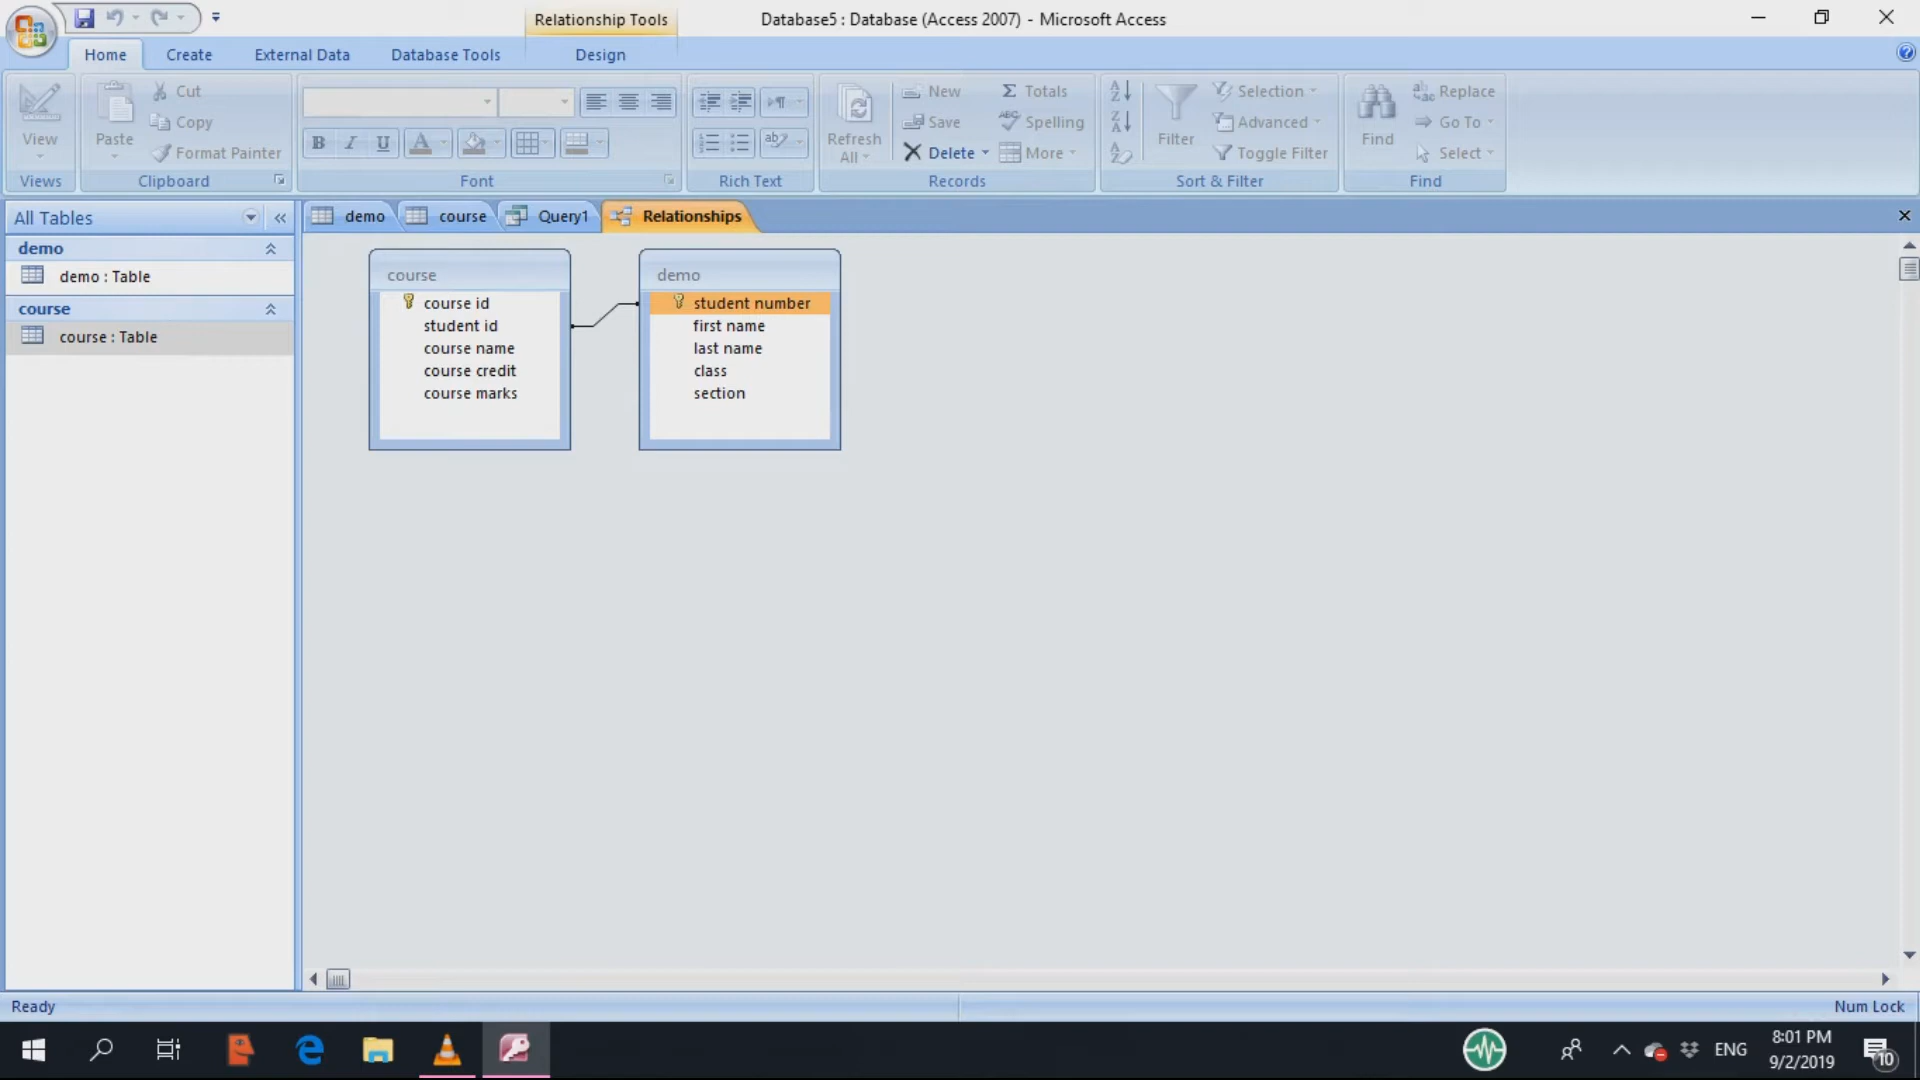 Relationship Tools
Database5 : Database (Access 2007) - Microsoft Access
Home Create External Data Database Tools Design
View
Views
Paste
Cut
Copy
Format Painter
Clipboard
B I U A
Font
ab
Rich Text
Refresh
All
New
Save
Delete
Totals
Spelling
More
Records
Filter
Selection
Advanced
Toggle Filter
Sort & Filter
Find
Replace
Go To
Select
Find
All Tables
demo
demo : Table
course
course : Table
demo course Query1 Relationships
course
course id
student id
course name
course credit
course marks
demo
student number
first name
last name
class
section
Ready
Num Lock
ENG
8:01 PM
9/2/2019
10